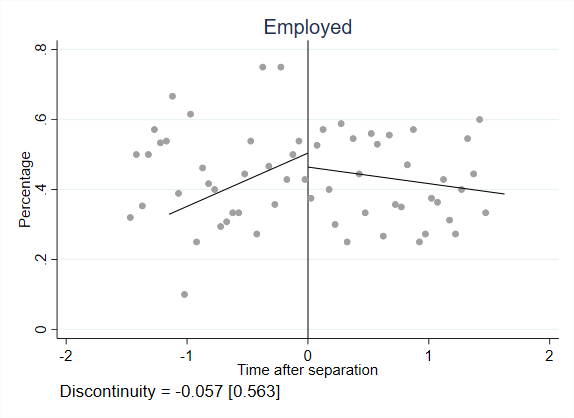 Employed
Percentage
.8
.6
.4
.2
0
-2 -1 0 1 2
Time after separation
Discontinuity = -0.057 [0.563]